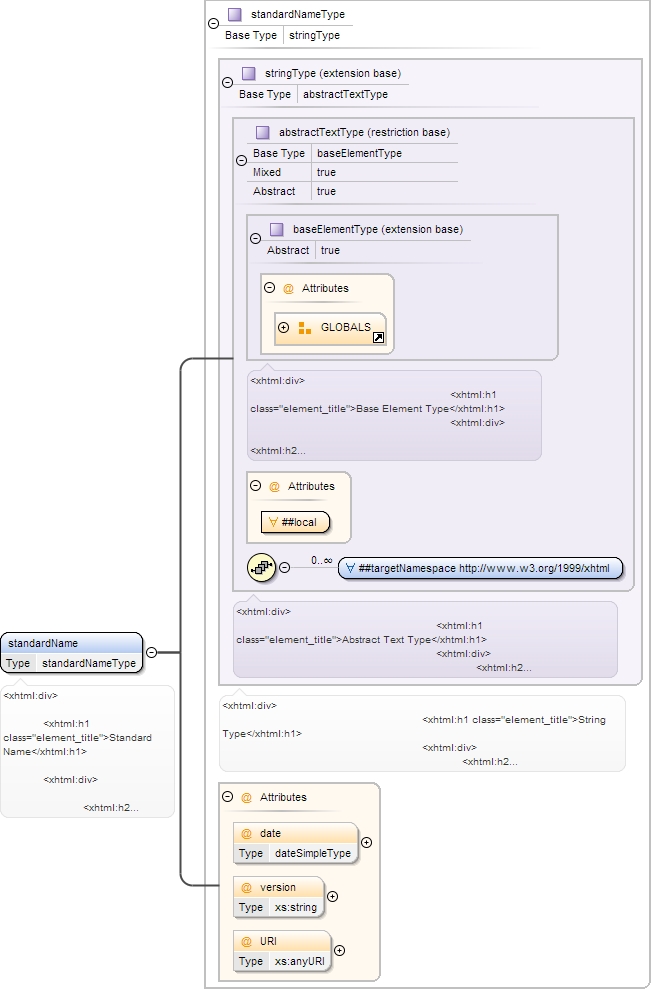 standardNameType
Base Type stringType
stringType (extension base)
Base Type abstractTextType
abstractTextType (restriction base)
Base Type baseElementType
Mixed true
Abstract true
baseElementType (extension base)
Abstract true
@ Attributes
GLOBALS
<xhtml:div>
<xhtml:h1
class="element_title">Base Element Type</xhtml:h1>
<xhtml:div>
<xhtml:h2...
@ Attributes
∀ ##local
0..∞
∀ ##targetNamespace http://www.w3.org/1999/xhtml
<xhtml:div>
<xhtml:h1
class="element_title">Abstract Text Type</xhtml:h1>
<xhtml:div>
<xhtml:h2...
standardName
Type standardNameType
<xhtml:div>
<xhtml:h1
class="element_title">Standard
Name</xhtml:h1>
<xhtml:div>
<xhtml:h2...
<xhtml:div>
<xhtml:h1 class="element_title">String
Type</xhtml:h1>
<xhtml:div>
<xhtml:h2...
@ Attributes
@ date
Type dateSimpleType
@ version
Type xs:string
@ URI
Type xs:anyURI